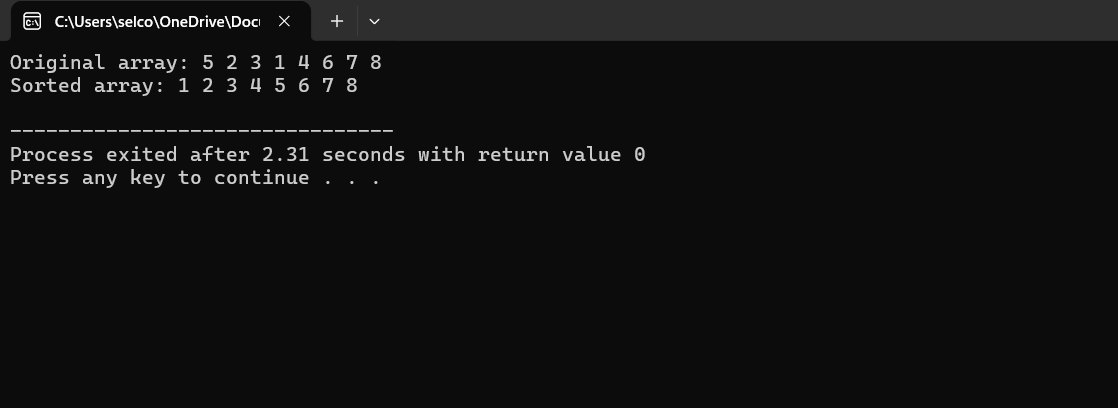 C:\Users\selco\OneDrive\Doc
Original array: 5 2 3 1 4 6 7 8
Sorted array: 1 2 3 4 5 6 7 8
--------------------------------
Process exited after 2.31 seconds with return value 0
Press any key to continue . . .